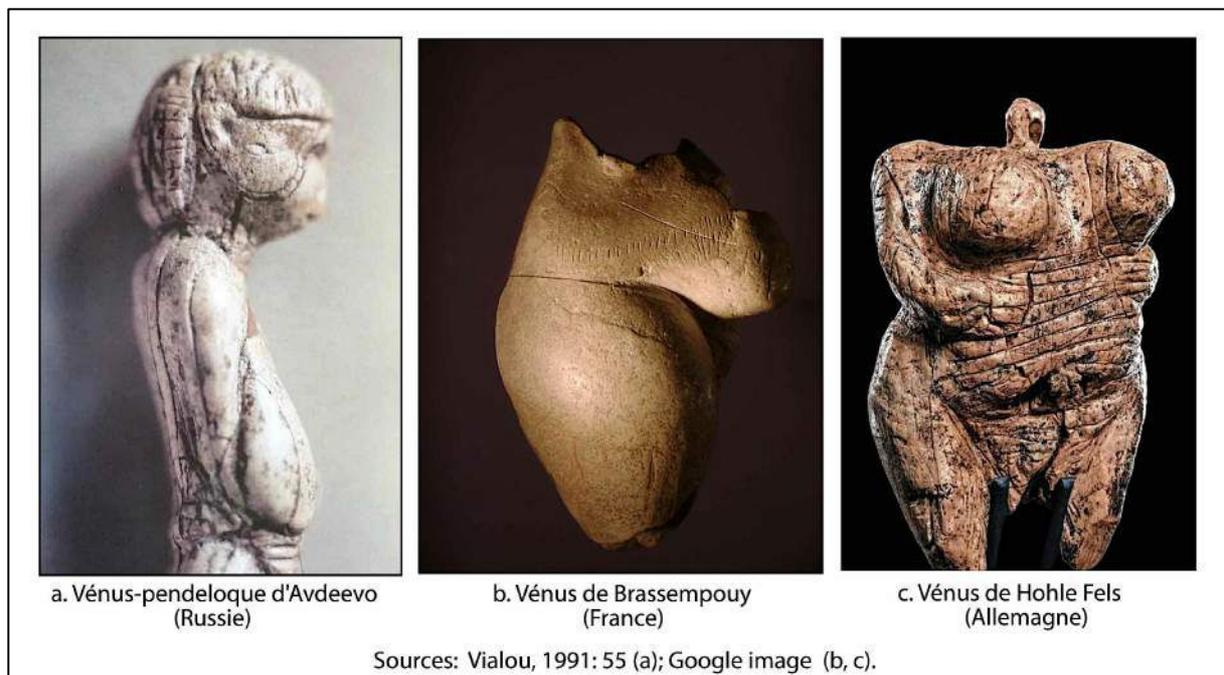 a. Vénus-pendeloque d'Avdeevo
(Russie)
b. Vénus de Brassempouy
(France)
c. Vénus de Hohle Fels
(Allemagne)
Sources: Vialou, 1991: 55 (a); Google image (b, c).